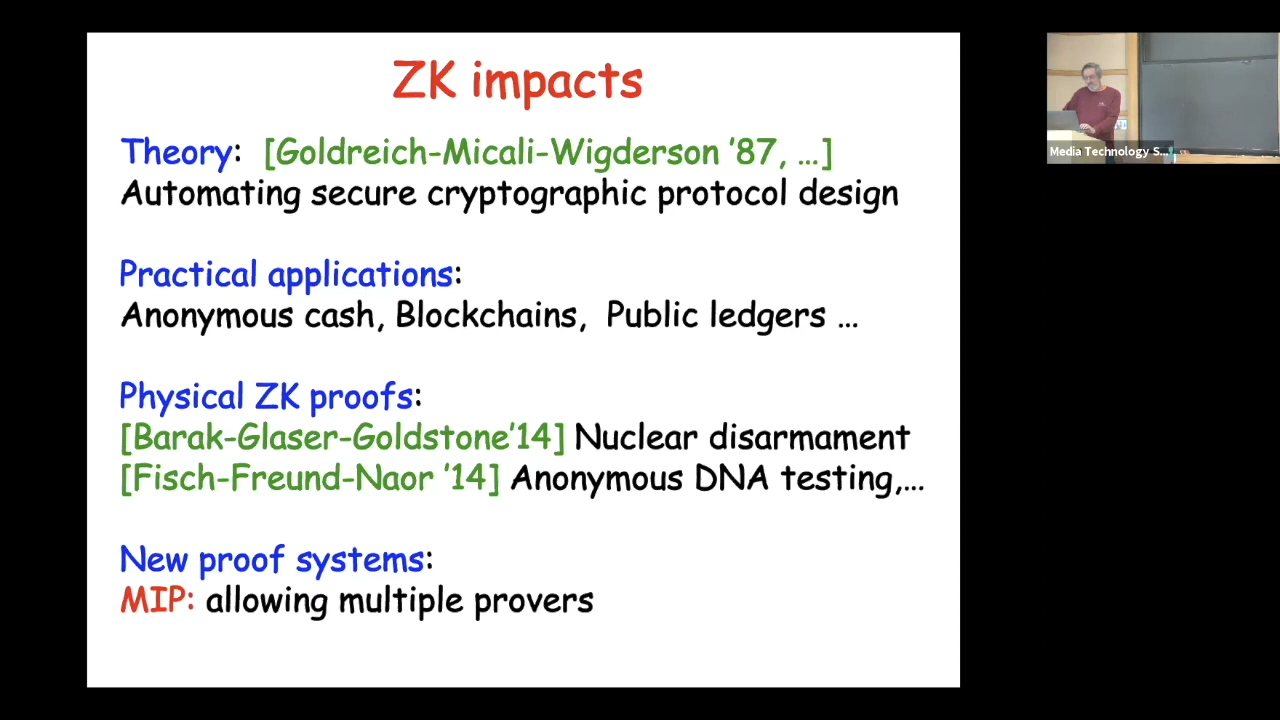 ZK impacts
Theory: [Goldreich-Micali-Wigderson '87, ...]
Automating secure cryptographic protocol design
Practical applications:
Anonymous cash, Blockchains, Public ledgers ...
Physical ZK proofs:
[Barak-Glaser-Goldstone'14] Nuclear disarmament
[Fisch-Freund-Naor '14] Anonymous DNA testing,...
New proof systems:
MIP: allowing multiple provers
Media Technology S...